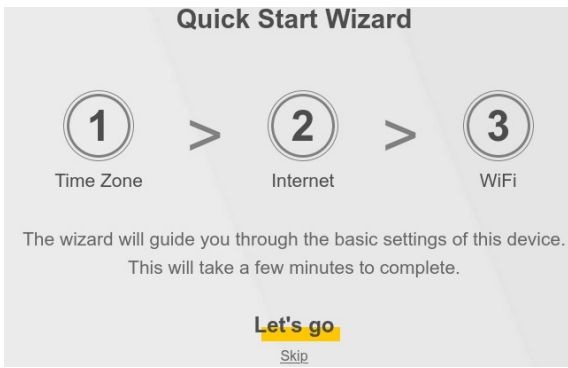 Quick Start Wizard
1 > 2 > 3
Time Zone Internet WiFi
The wizard will guide you through the basic settings of this device.
This will take a few minutes to complete.
Let's go
Skip